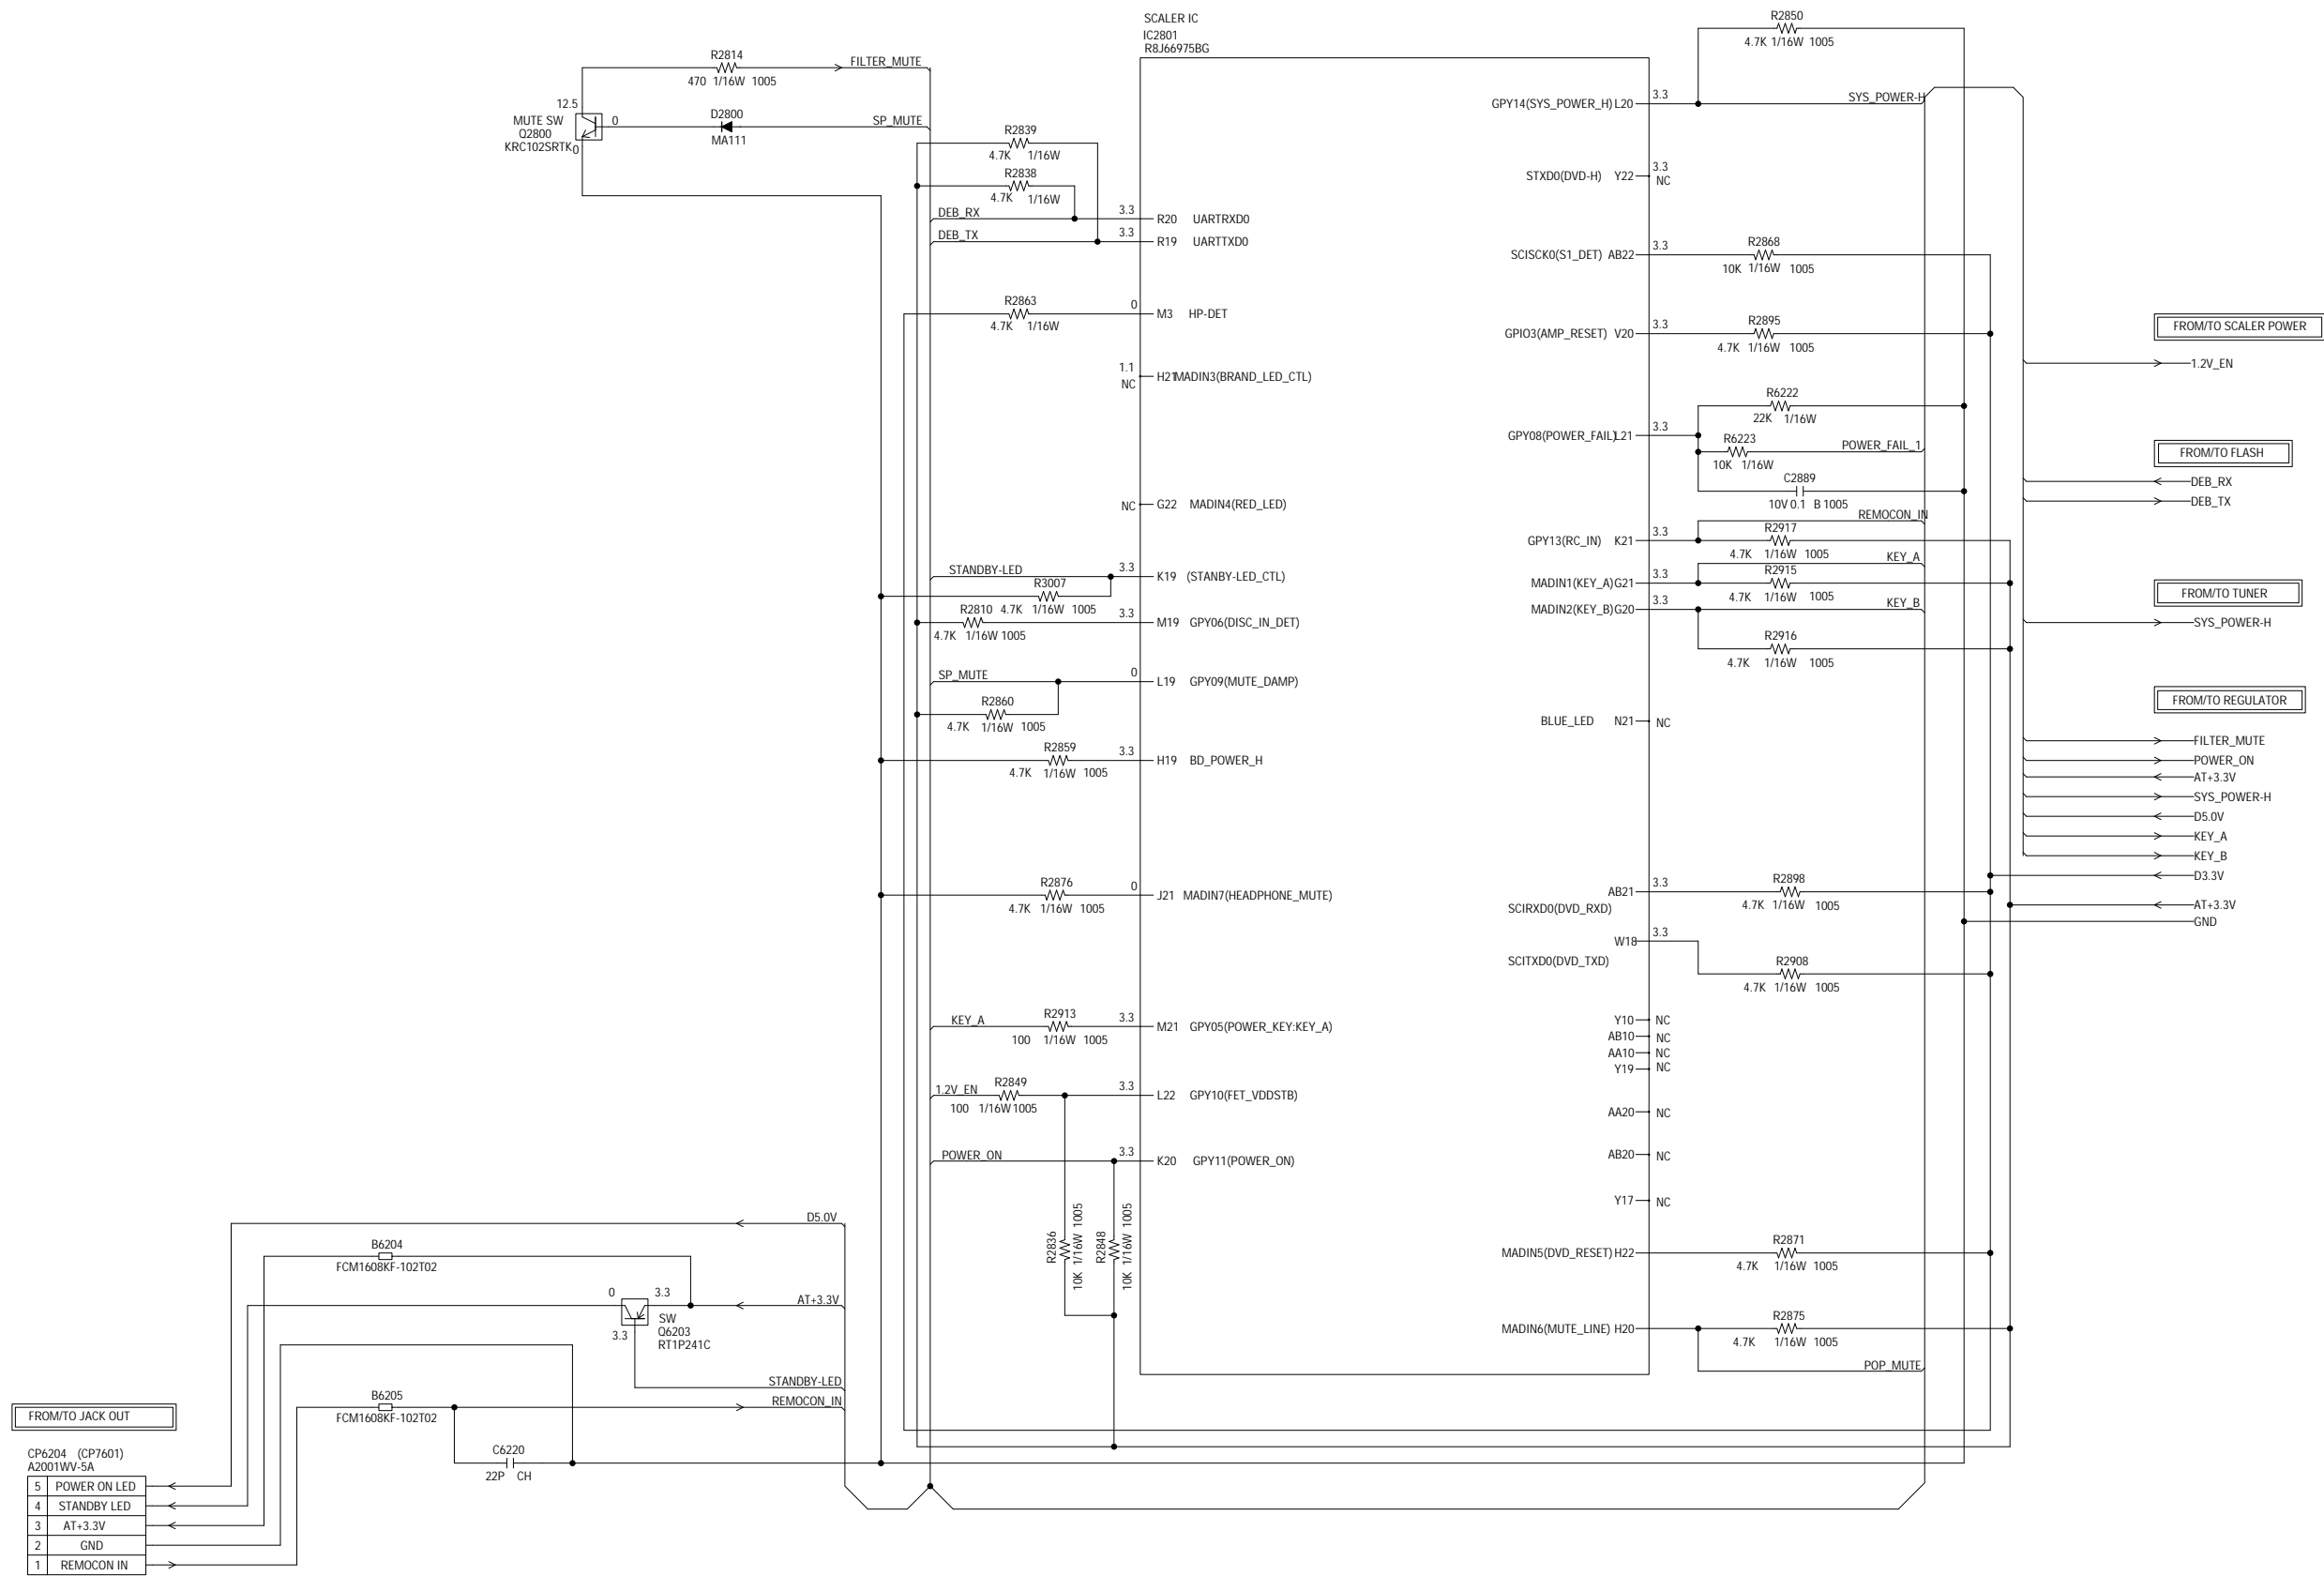 SCALER IC
IC2801
R8J66975BG
R2850
4.7K 1/16W 1005
R2814
470 1/16W 1005
FILTER_MUTE
12.5
MUTE SW
Q2800
KRC102SRTK
0
0
D2800
MA111
SP_MUTE
R2839
4.7K 1/16W
R2838
4.7K 1/16W
DEB_RX
3.3
R20 UARTRXD0
DEB_TX
3.3
R19 UARTTXD0
R2863
4.7K 1/16W
0
M3 HP-DET
1.1
NC
H21 MADIN3(BRAND_LED_CTL)
NC
G22 MADIN4(RED_LED)
STANDBY-LED
3.3
K19 (STANBY-LED_CTL)
R3007
4.7K 1/16W 1005
R2810
4.7K 1/16W 1005
3.3
M19 GPY06(DISC_IN_DET)
SP_MUTE
0
L19 GPY09(MUTE_DAMP)
R2860
4.7K 1/16W 1005
R2859
4.7K 1/16W 1005
3.3
H19 BD_POWER_H
R2876
4.7K 1/16W 1005
0
J21 MADIN7(HEADPHONE_MUTE)
KEY_A
R2913
100 1/16W 1005
3.3
M21 GPY05(POWER_KEY:KEY_A)
1.2V_EN
R2849
100 1/16W 1005
3.3
L22 GPY10(FET_VDDSTB)
POWER_ON
3.3
K20 GPY11(POWER_ON)
R2836
10K 1/16W 1005
R2848
10K 1/16W 1005
GPY14(SYS_POWER_H) L20
3.3
SYS_POWER-H
STXD0(DVD-H) Y22
3.3
NC
SCISCK0(S1_DET) AB22
3.3
R2868
10K 1/16W 1005
GPIO3(AMP_RESET) V20
3.3
R2895
4.7K 1/16W 1005
R6222
22K 1/16W
GPY08(POWER_FAIL) L21
3.3
R6223
10K 1/16W
POWER_FAIL_1
C2889
10V 0.1 B 1005
REMOCON_IN
GPY13(RC_IN) K21
3.3
R2917
4.7K 1/16W 1005
KEY_A
MADIN1(KEY_A) G21
3.3
R2915
4.7K 1/16W 1005
MADIN2(KEY_B) G20
3.3
KEY_B
R2916
4.7K 1/16W 1005
BLUE_LED N21
NC
AB21
3.3
SCIRXD0(DVD_RXD)
R2898
4.7K 1/16W 1005
W18
3.3
SCITXD0(DVD_TXD)
R2908
4.7K 1/16W 1005
Y10 NC
AB10 NC
AA10 NC
Y19 NC
AA20 NC
AB20 NC
Y17 NC
MADIN5(DVD_RESET) H22
R2871
4.7K 1/16W 1005
MADIN6(MUTE_LINE) H20
R2875
4.7K 1/16W 1005
POP_MUTE
FROM/TO SCALER POWER
1.2V_EN
FROM/TO FLASH
DEB_RX
DEB_TX
FROM/TO TUNER
SYS_POWER-H
FROM/TO REGULATOR
FILTER_MUTE
POWER_ON
AT+3.3V
SYS_POWER-H
D5.0V
KEY_A
KEY_B
D3.3V
AT+3.3V
GND
D5.0V
B6204
FCM1608KF-102T02
0
3.3
AT+3.3V
SW
Q6203
RT1P241C
3.3
STANDBY-LED
B6205
FCM1608KF-102T02
REMOCON_IN
C6220
22P CH
FROM/TO JACK OUT
CP6204 (CP7601)
A2001WV-5A
5 POWER ON LED
4 STANDBY LED
3 AT+3.3V
2 GND
1 REMOCON IN